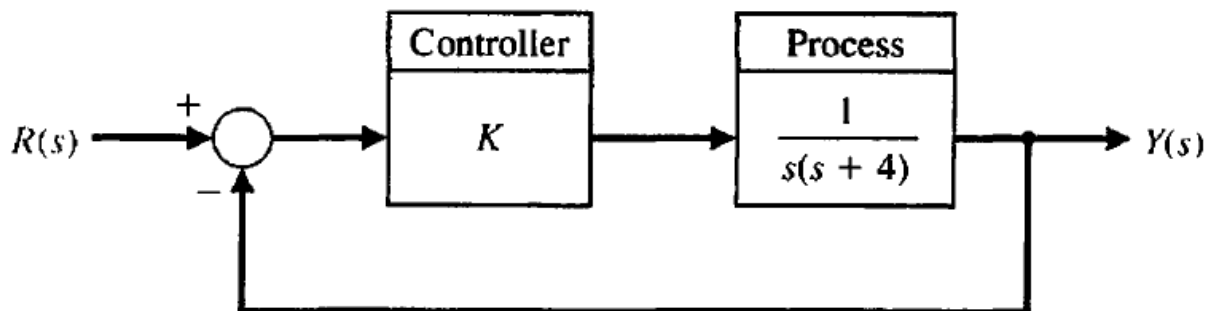 Controller
Process
+
R(s)
K
1
s(s + 4)
Y(s)
−